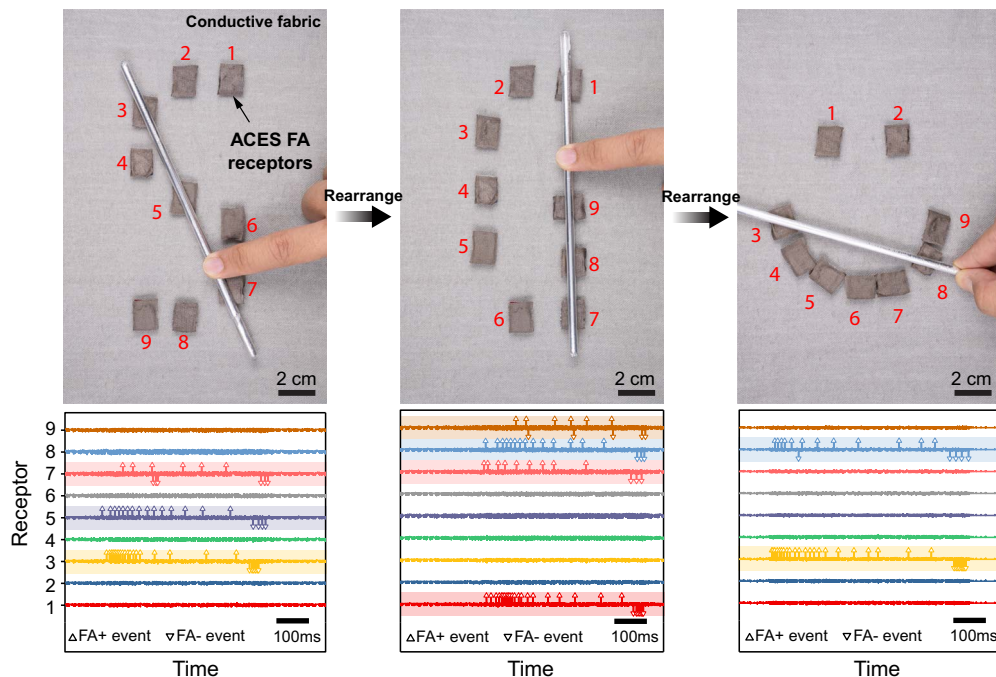 Conductive fabric
2
1
3
ACES FA
receptors
4
5
6
7
9
8
2 cm
Rearrange
2
1
3
4
9
5
8
6
7
2 cm
Rearrange
1
2
3
9
4
5
8
6
7
2 cm
Receptor
9
8
7
6
5
4
3
2
1
△FA+ event ▽FA- event 100ms
Time
△FA+ event ▽FA- event 100ms
Time
△FA+ event ▽FA- event 100ms
Time